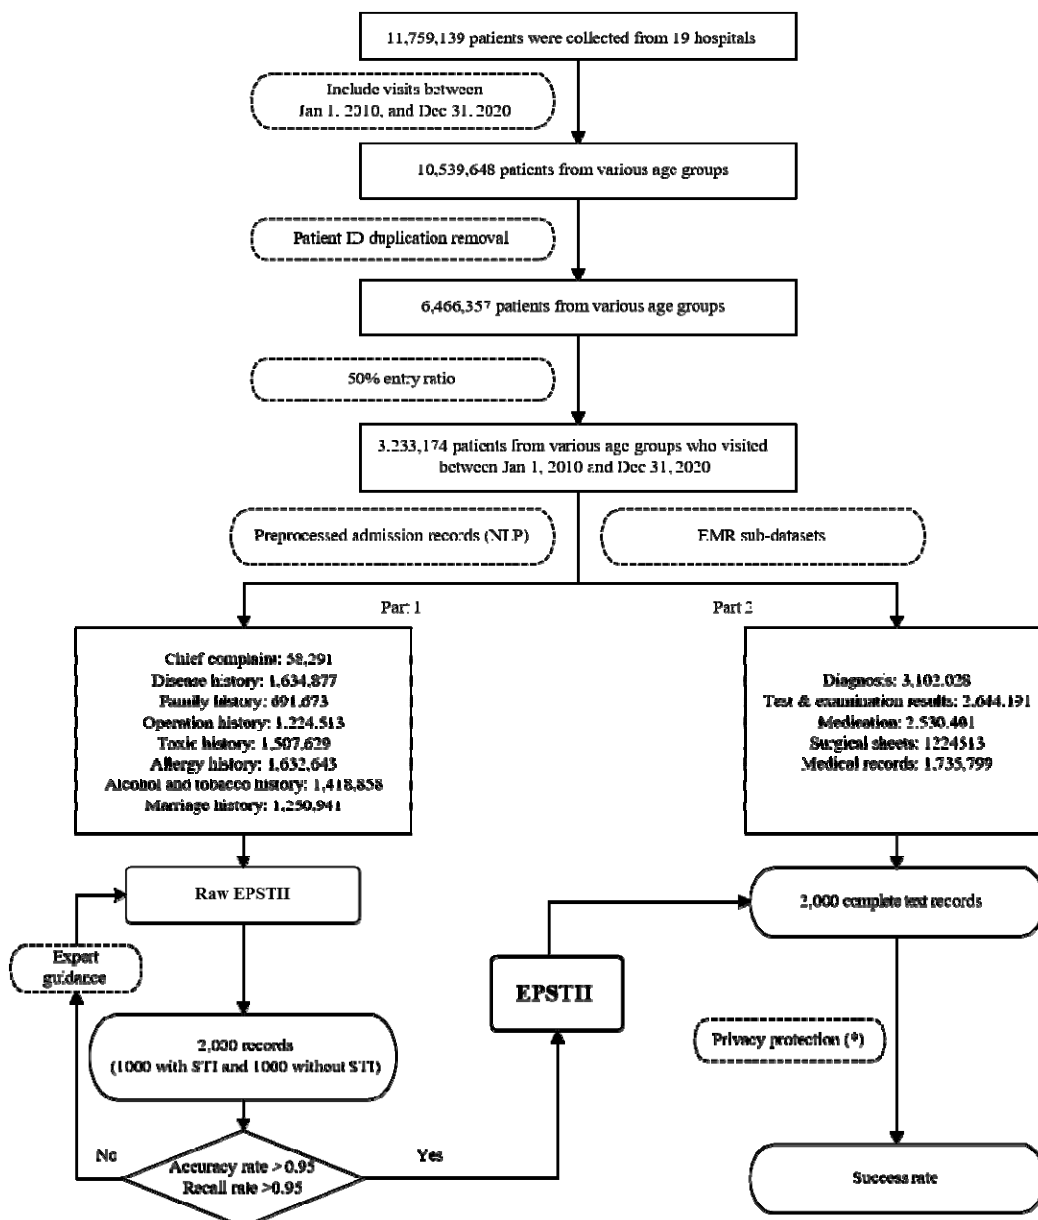 11,759,139 patients were collected from 19 hospitals
Include visits between
Jan 1, 2010, and Dec 31, 2020
10,539,648 patients from various age groups
Patient ID duplication removal
6,466,357 patients from various age groups
50% entry ratio
3,233,174 patients from various age groups who visited
between Jan 1, 2010 and Dec 31, 2020
Preprocessed admission records (NLP)
EMR sub-datasets
Part 1
Part 2
Chief complaint: 58,291
Disease history: 1,634,877
Family history: 691,673
Operation history: 1,224,513
Toxic history: 1,507,629
Allergy history: 1,632,643
Alcohol and tobacco history: 1,418,858
Marriage history: 1,250,941
Diagnosis: 3,102,028
Test & examination results: 2,644,191
Medication: 2,530,401
Surgical sheets: 1224513
Medical records: 1,735,799
Raw EPSTII
2,000 complete text records
Expert
guidance
EPSTII
2,000 records
(1000 with STI and 1000 without STI)
Privacy protection (*)
No
Yes
Accuracy rate >0.95
Recall rate >0.95
Success rate